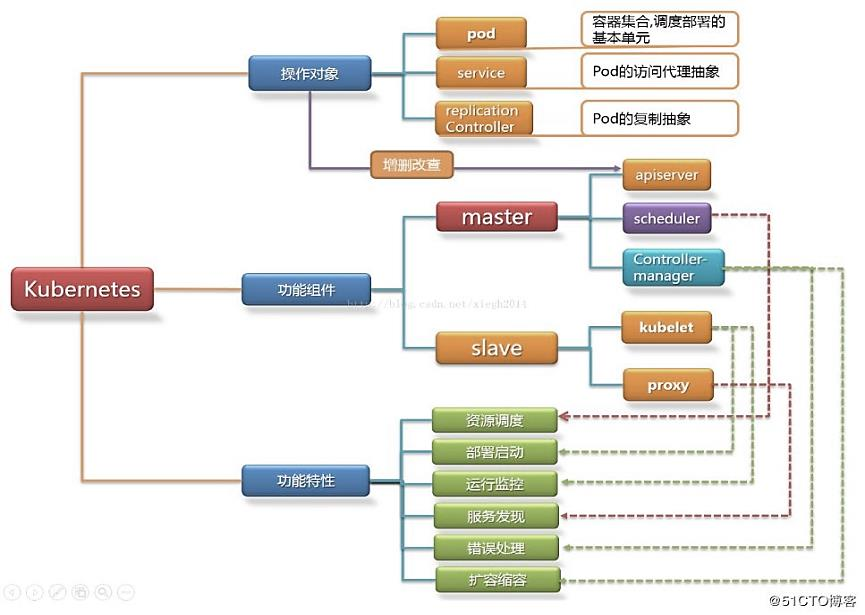 pod
容器集合,调度部署的
基本单元
操作对象
service
Pod的访问代理抽象
replication
Controller
Pod的复制抽象
增删改查
apiserver
master
scheduler
Controller-
manager
Kubernetes
功能组件
http://blog.csdn.net/xiegh2014
kubelet
slave
proxy
资源调度
部署启动
功能特性
运行监控
服务发现
错误处理
扩容缩容
@51CTO博客